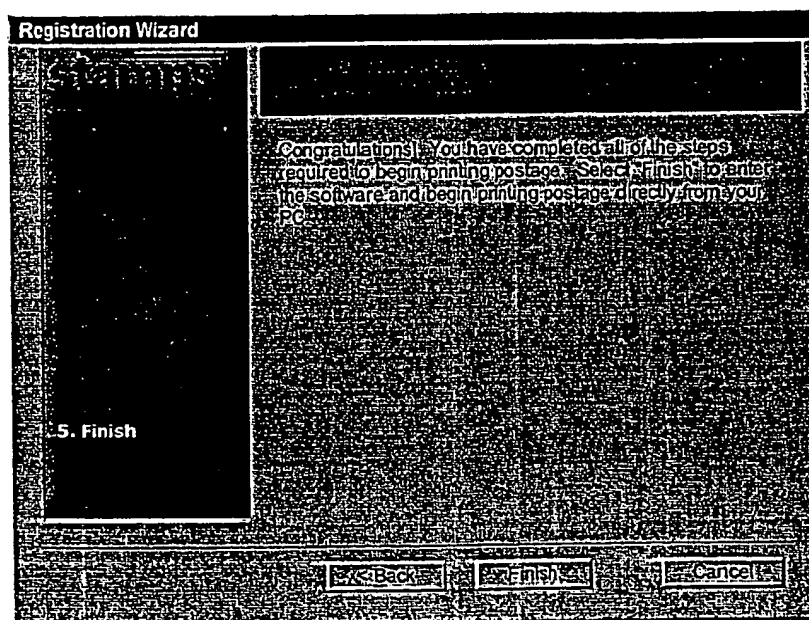 Registration Wizard
stamps
Congratulations! You have completed all of the steps
required to begin printing postage. Select "Finish" to enter
the software and begin printing postage directly from your
PC.
5. Finish
< Back
Finish
Cancel